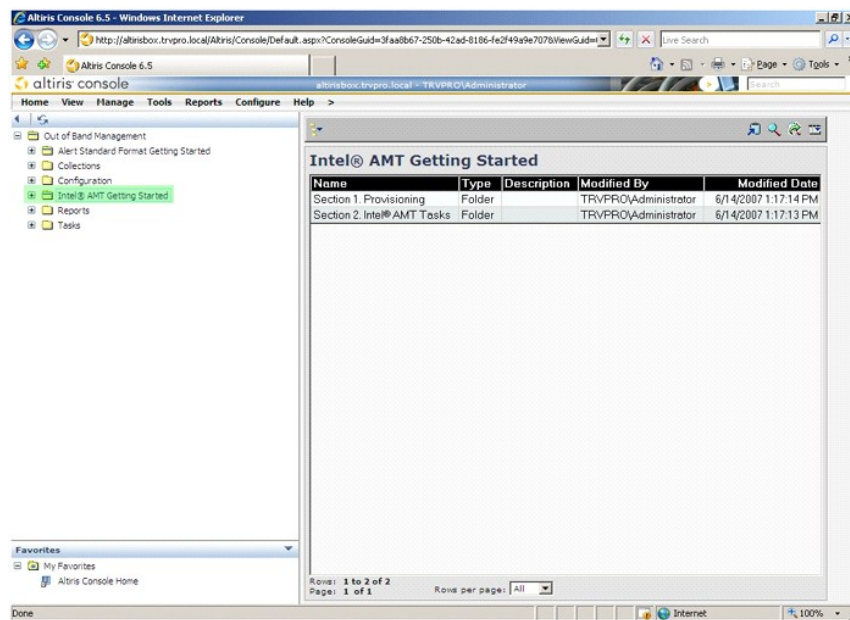 Altiris Console 6.5 - Windows Internet Explorer
http://altirisbox.trvpro.local/Altiris/Console/Default.aspx?ConsoleGuid=3faa8b67-250b-42ad-8186-fe2f49a9e707&ViewGuid=
Live Search
Altiris Console 6.5
Page
Tools
altiris console
altirisbox.trvpro.local - TRVPRO\Administrator
Search
Home View Manage Tools Reports Configure Help >
Out of Band Management
Alert Standard Format Getting Started
Collections
Configuration
Intel® AMT Getting Started
Reports
Tasks
Intel® AMT Getting Started
Name Type Description Modified By Modified Date
Section 1. Provisioning Folder TRVPRO\Administrator 6/14/2007 1:17:14 PM
Section 2. Intel® AMT Tasks Folder TRVPRO\Administrator 6/14/2007 1:17:13 PM
Favorites
My Favorites
Altiris Console Home
Rows: 1 to 2 of 2
Page: 1 of 1
Rows per page: All
Done
Internet
100%